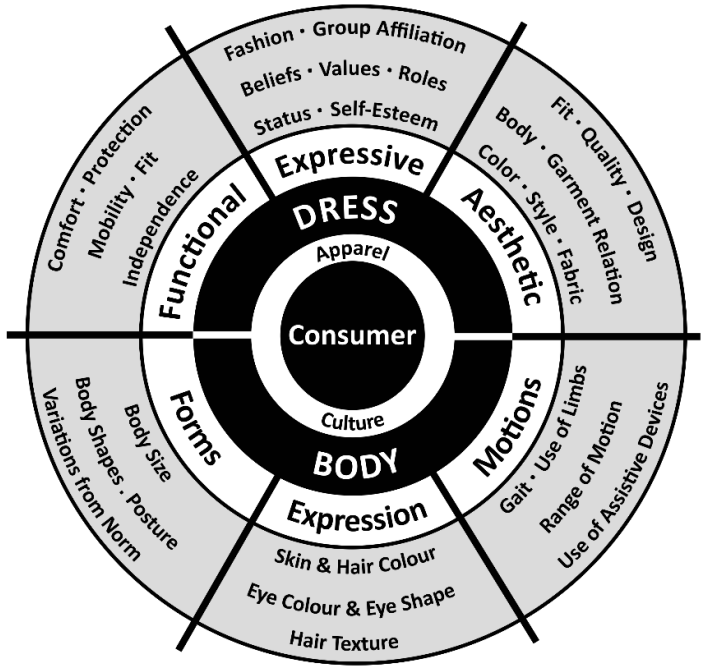 Fashion · Group Affiliation
Beliefs · Values · Roles
Status · Self-Esteem
Expressive
Comfort · Protection
Mobility · Fit
Independence
Functional
Fit · Quality · Design
Body · Garment Relation
Color · Style · Fabric
Aesthetic
DRESS
Apparel
Consumer
Culture
BODY
Forms
Body Size
Body Shapes . Posture
Variations from Norm
Expression
Skin & Hair Colour
Eye Colour & Eye Shape
Hair Texture
Motions
Gait · Use of Limbs
Range of Motion
Use of Assistive Devices